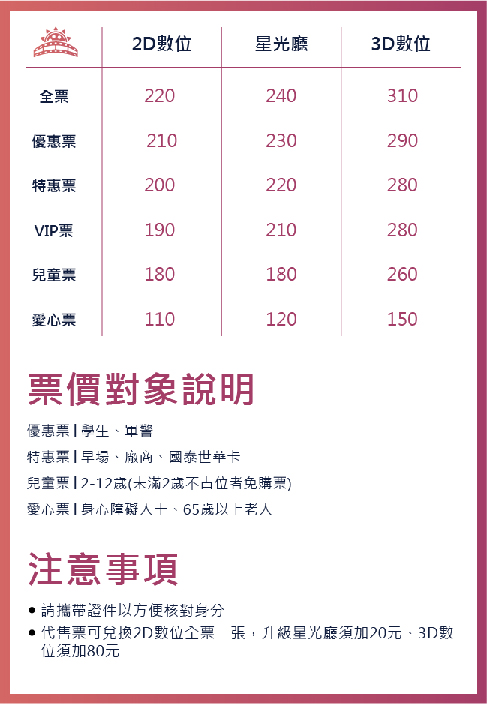 2D數位 星光廳 3D數位
全票 220 240 310
優惠票 210 230 290
特惠票 200 220 280
VIP票 190 210 280
兒童票 180 180 260
愛心票 110 120 150
票價對象說明
優惠票|學生、軍警
特惠票|早場、廠商、國泰世華卡
兒童票|2-12歲(未滿2歲不占位者免購票)
愛心票|身心障礙人士、65歲以上老人
注意事項
● 請攜帶證件以方便核對身分
● 代售票可兌換2D數位全票一張，升級星光廳須加20元、3D數
位須加80元